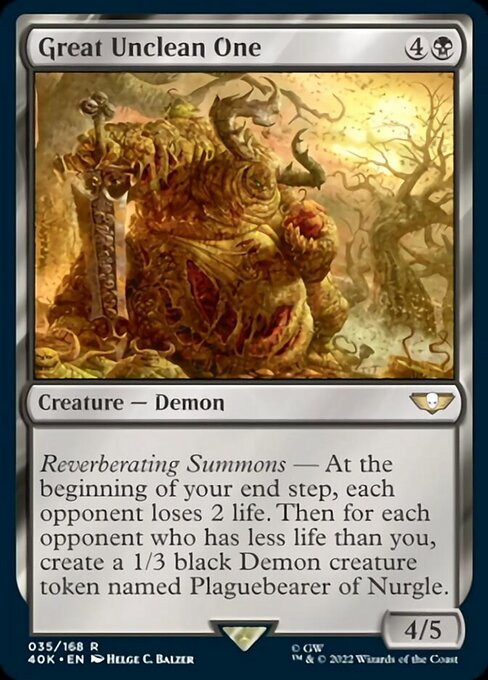 Great Unclean One 4
Creature — Demon
Reverberating Summons — At the
beginning of your end step, each
opponent loses 2 life. Then for each
opponent who has less life than you,
create a 1/3 black Demon creature
token named Plaguebearer of Nurgle.
4/5
035/168 R
40K • EN Helge C. Balzer
© GW
™ & © 2022 Wizards of the Coast